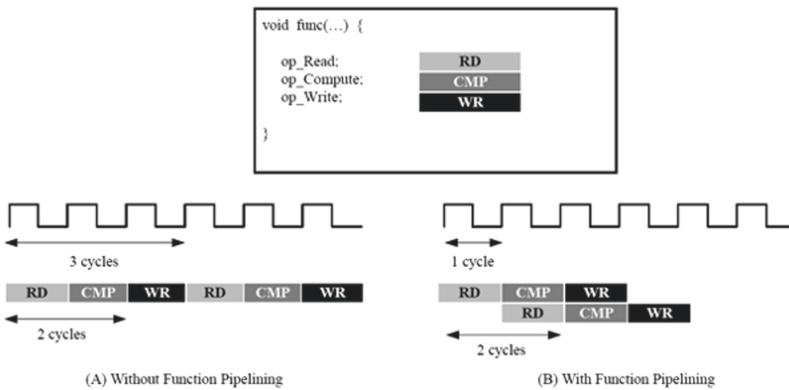 void func(…) {
op_Read; RD
op_Compute; CMP
op_Write; WR
}
3 cycles
1 cycle
RD CMP WR RD CMP WR
RD CMP WR
RD CMP WR
2 cycles
2 cycles
(A) Without Function Pipelining
(B) With Function Pipelining